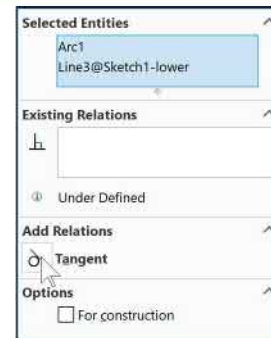 Selected Entities
Arc1
Line3@Sketch1-lower
Existing Relations
Under Defined
Add Relations
Tangent
Options
For construction